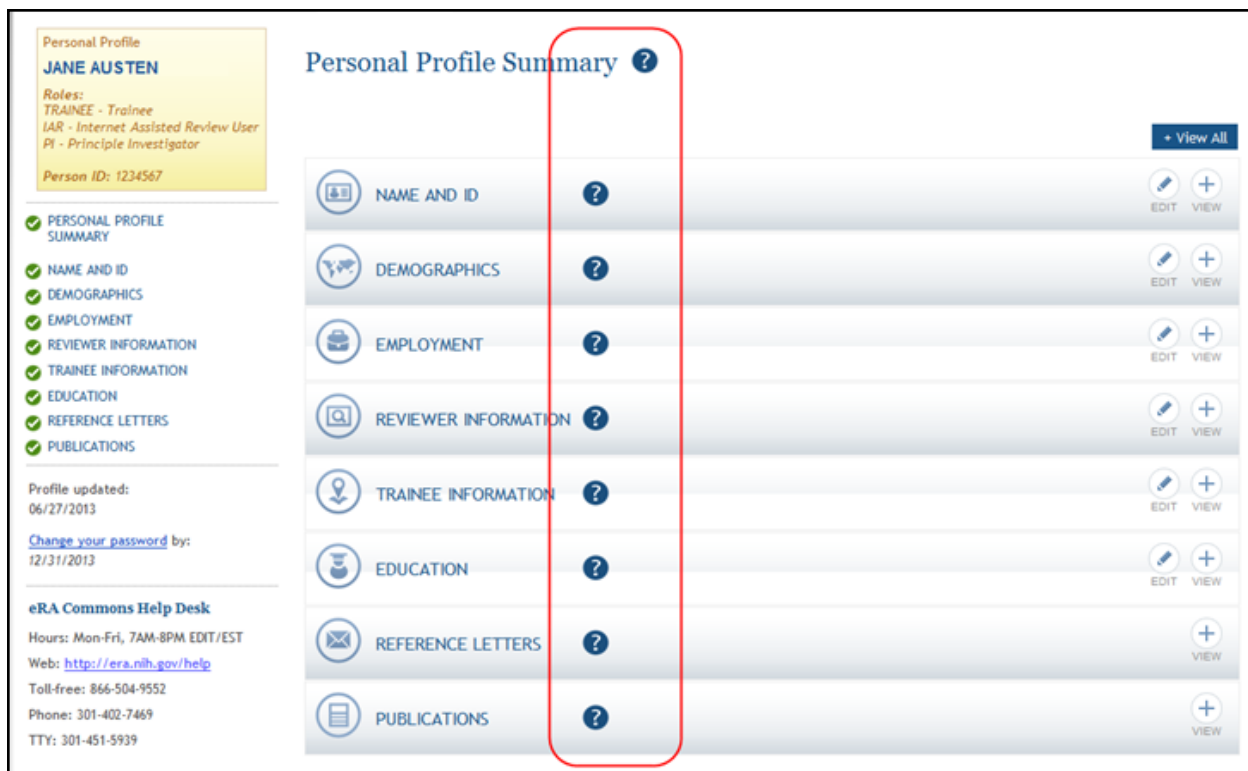 Personal Profile
JANE AUSTEN
Roles:
TRAINEE - Trainee
IAR - Internet Assisted Review User
PI - Principle Investigator
Person ID: 1234567
PERSONAL PROFILE
SUMMARY
NAME AND ID
DEMOGRAPHICS
EMPLOYMENT
REVIEWER INFORMATION
TRAINEE INFORMATION
EDUCATION
REFERENCE LETTERS
PUBLICATIONS
Profile updated:
06/27/2013
Change your password by:
12/31/2013
eRA Commons Help Desk
Hours: Mon-Fri, 7AM-8PM EDIT/EST
Web: http://era.nih.gov/help
Toll-free: 866-504-9552
Phone: 301-402-7469
TTY: 301-451-5939
Personal Profile Summary ?
+ View All
NAME AND ID ? EDIT VIEW
DEMOGRAPHICS ? EDIT VIEW
EMPLOYMENT ? EDIT VIEW
REVIEWER INFORMATION ? EDIT VIEW
TRAINEE INFORMATION ? EDIT VIEW
EDUCATION ? EDIT VIEW
REFERENCE LETTERS ? VIEW
PUBLICATIONS ? VIEW